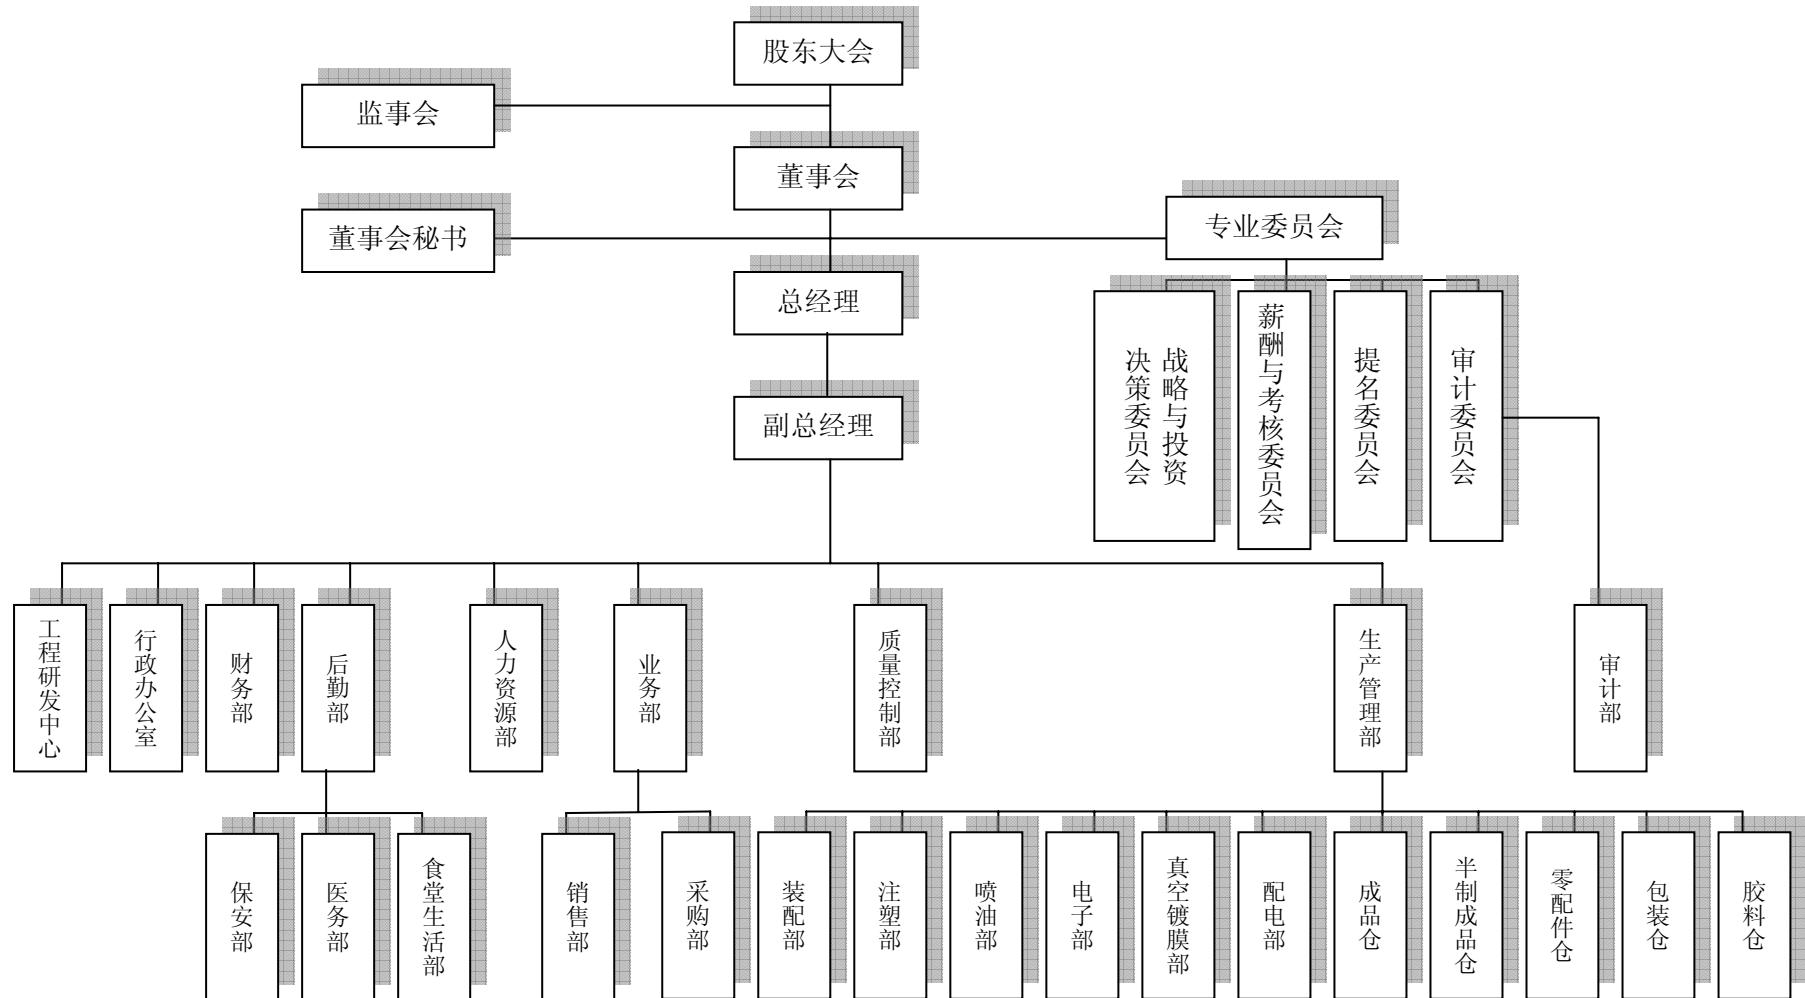 股东大会
监事会
董事会
董事会秘书
专业委员会
总经理
副总经理
战略与投资
决策委员会
薪酬与考核委员会
提名委员会
审计委员会
工程研发中心
行政办公室
财务部
后勤部
人力资源部
业务部
质量控制部
生产管理部
审计部
保安部
医务部
食堂生活部
销售部
采购部
装配部
注塑部
喷油部
电子部
真空镀膜部
配电部
成品仓
半制成品仓
零配件仓
包装仓
胶料仓